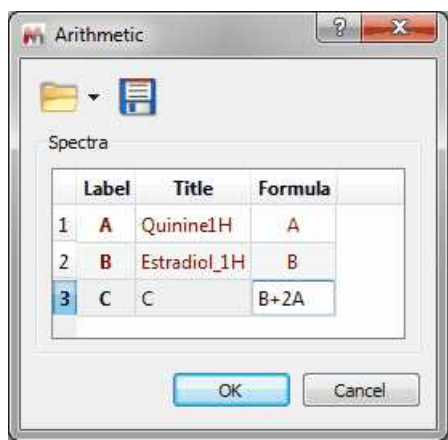 Arithmetic
Spectra
Label Title Formula
1 A Quinine1H A
2 B Estradiol_1H B
3 C C B+2A
OK Cancel